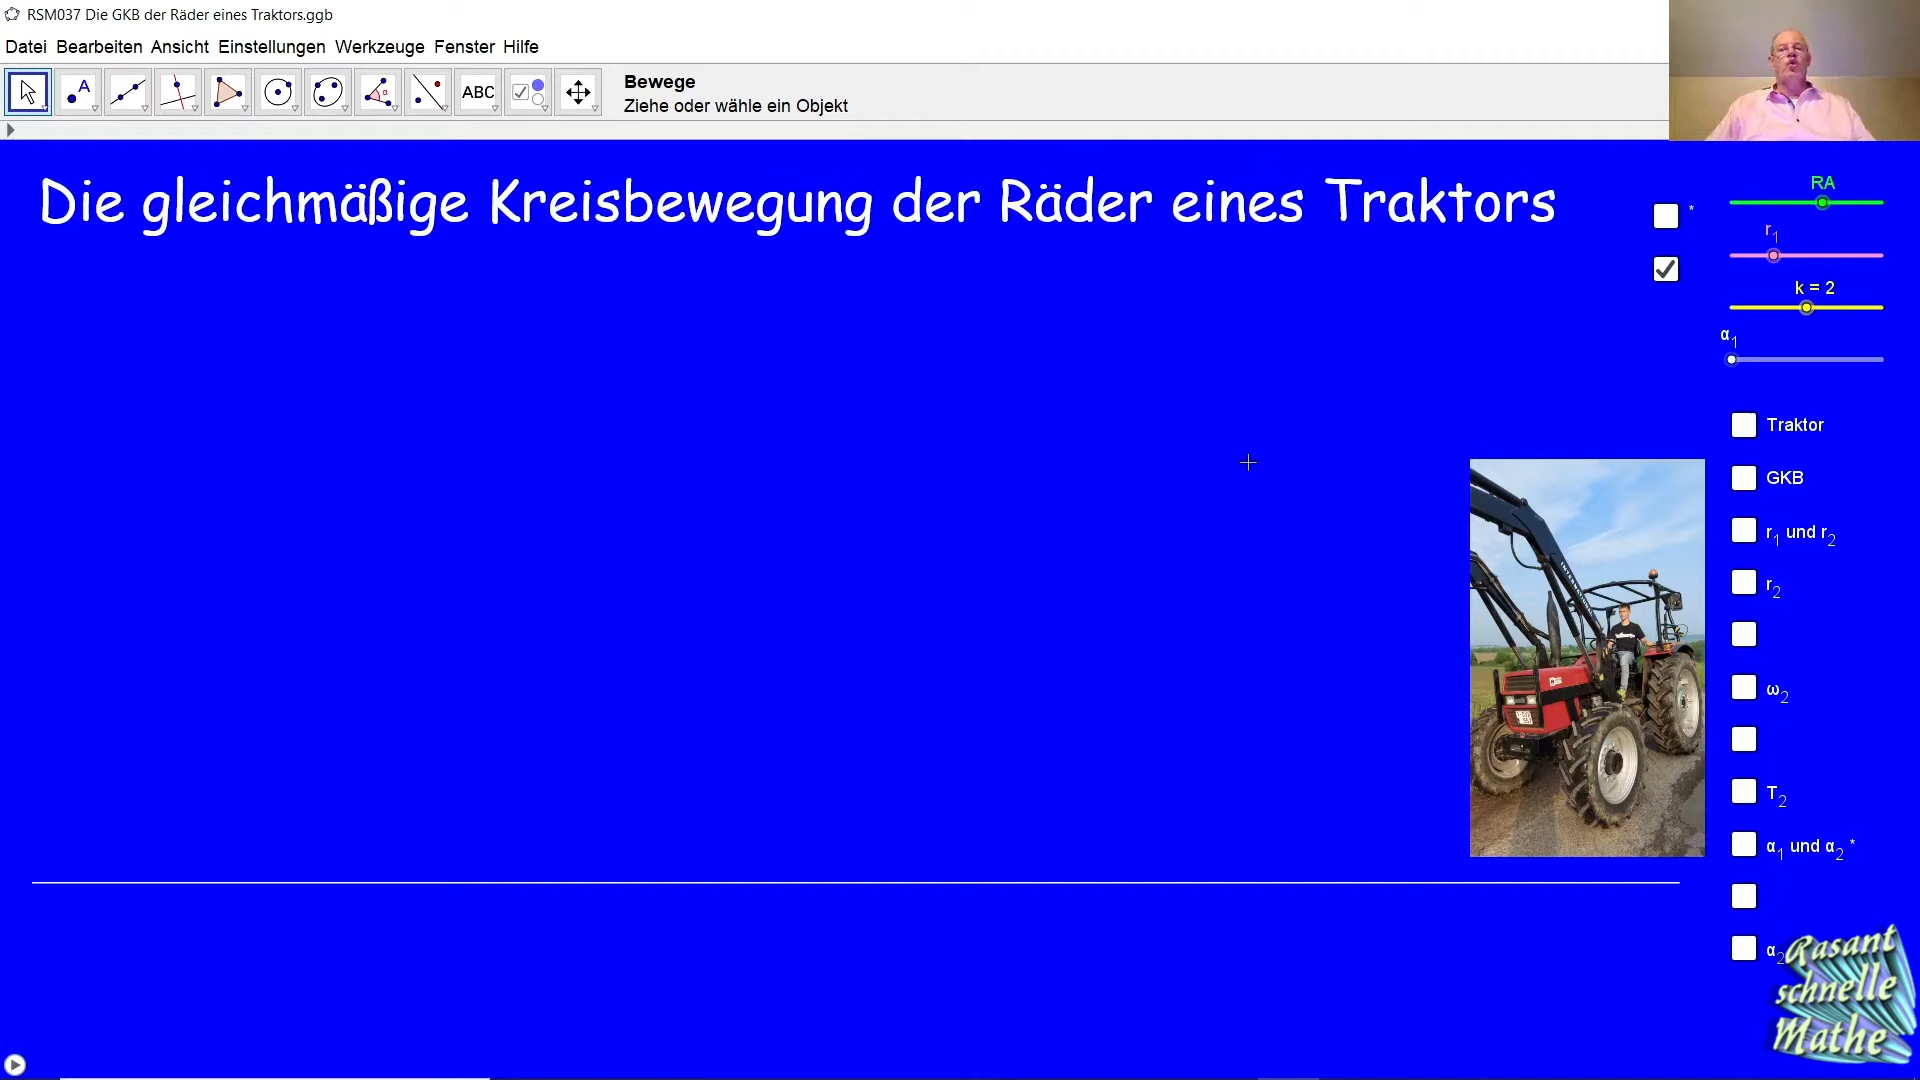 RSM037 Die GKB der Räder eines Traktors.ggb
Datei Bearbeiten Ansicht Einstellungen Werkzeuge Fenster Hilfe
A
α
ABC
Bewege
Ziehe oder wähle ein Objekt
Die gleichmäßige Kreisbewegung der Räder eines Traktors
*
RA
r₁
k = 2
α₁
Traktor
GKB
r₁ und r₂
r₂
ω₂
T₂
α₁ und α₂ *
α₂
Rasant
schnelle
Mathe